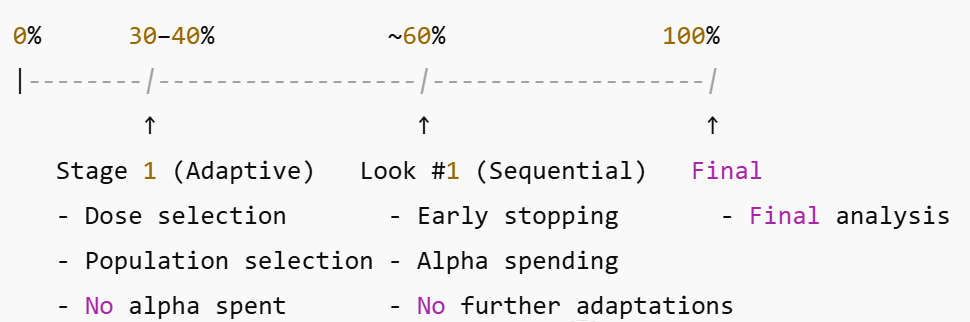 0% 30–40% ~60% 100%
|--------/------------------/-------------------/
↑ ↑ ↑
Stage 1 (Adaptive) Look #1 (Sequential) Final
- Dose selection - Early stopping - Final analysis
- Population selection - Alpha spending
- No alpha spent - No further adaptations